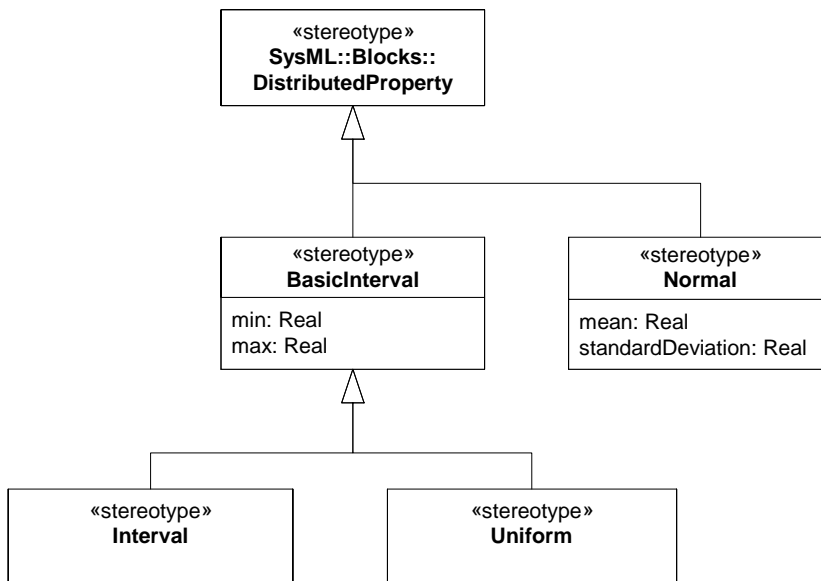 «stereotype»
SysML::Blocks::
DistributedProperty
«stereotype»
BasicInterval
min: Real
max: Real
«stereotype»
Normal
mean: Real
standardDeviation: Real
«stereotype»
Interval
«stereotype»
Uniform